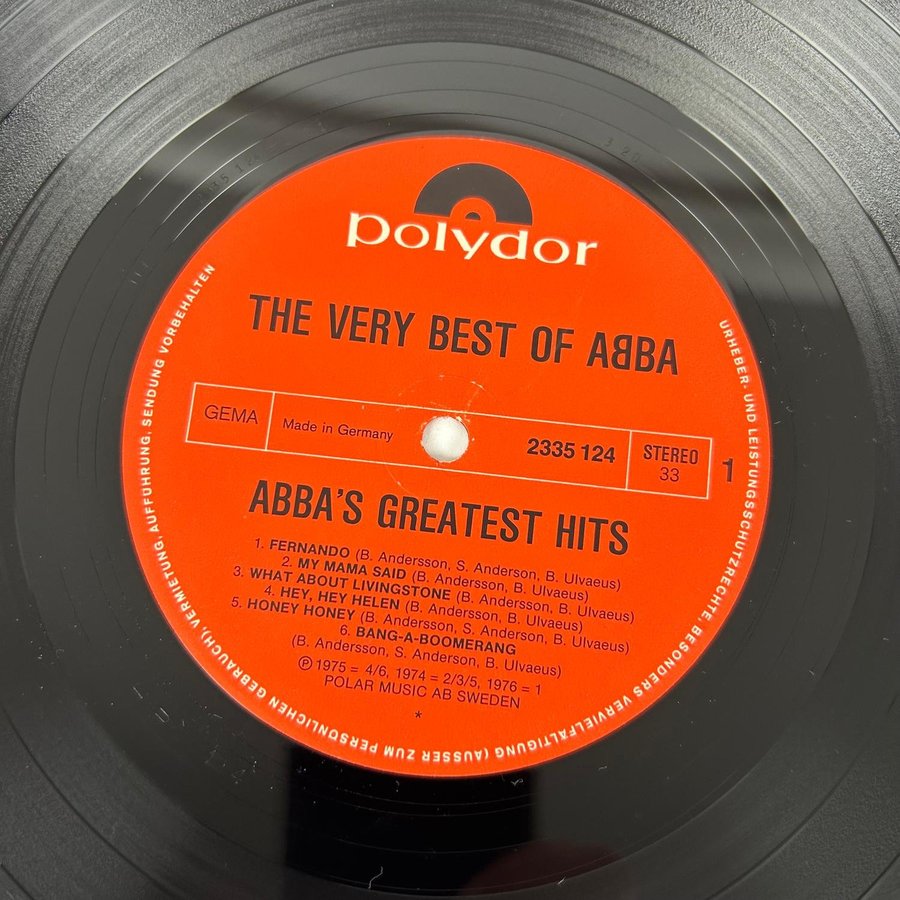 polydor
THE VERY BEST OF AᗺBA
GEMA
Made in Germany
2335 124
STEREO
33
1
ABBA'S GREATEST HITS
1. FERNANDO (B. Andersson, S. Anderson, B. Ulvaeus)
2. MY MAMA SAID (B. Andersson, B. Ulvaeus)
3. WHAT ABOUT LIVINGSTONE (B. Andersson, B. Ulvaeus)
4. HEY, HEY HELEN (B. Andersson, B. Ulvaeus)
5. HONEY HONEY (B. Andersson, S. Anderson, B. Ulvaeus)
6. BANG-A-BOOMERANG
(B. Andersson, S. Anderson, B. Ulvaeus)
Ⓟ 1975 = 4/6, 1974 = 2/3/5, 1976 = 1
POLAR MUSIC AB SWEDEN
*
URHEBER- UND LEISTUNGSSCHUTZRECHTE, BESONDERS VERVIELFÄLTIGUNG (AUSSER ZUM PERSÖNLICHEN GEBRAUCH), VERMIETUNG, AUFFÜHRUNG, SENDUNG VORBEHALTEN